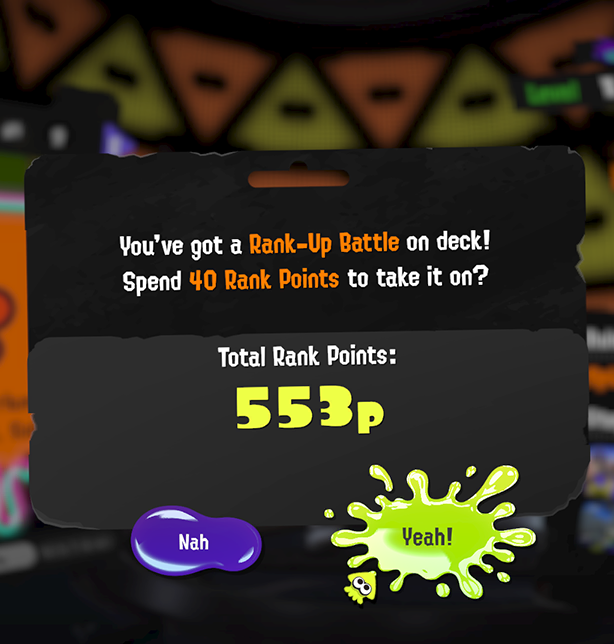 You've got a Rank-Up Battle on deck!
Spend 40 Rank Points to take it on?
Total Rank Points:
553p
Nah
Yeah!
Level